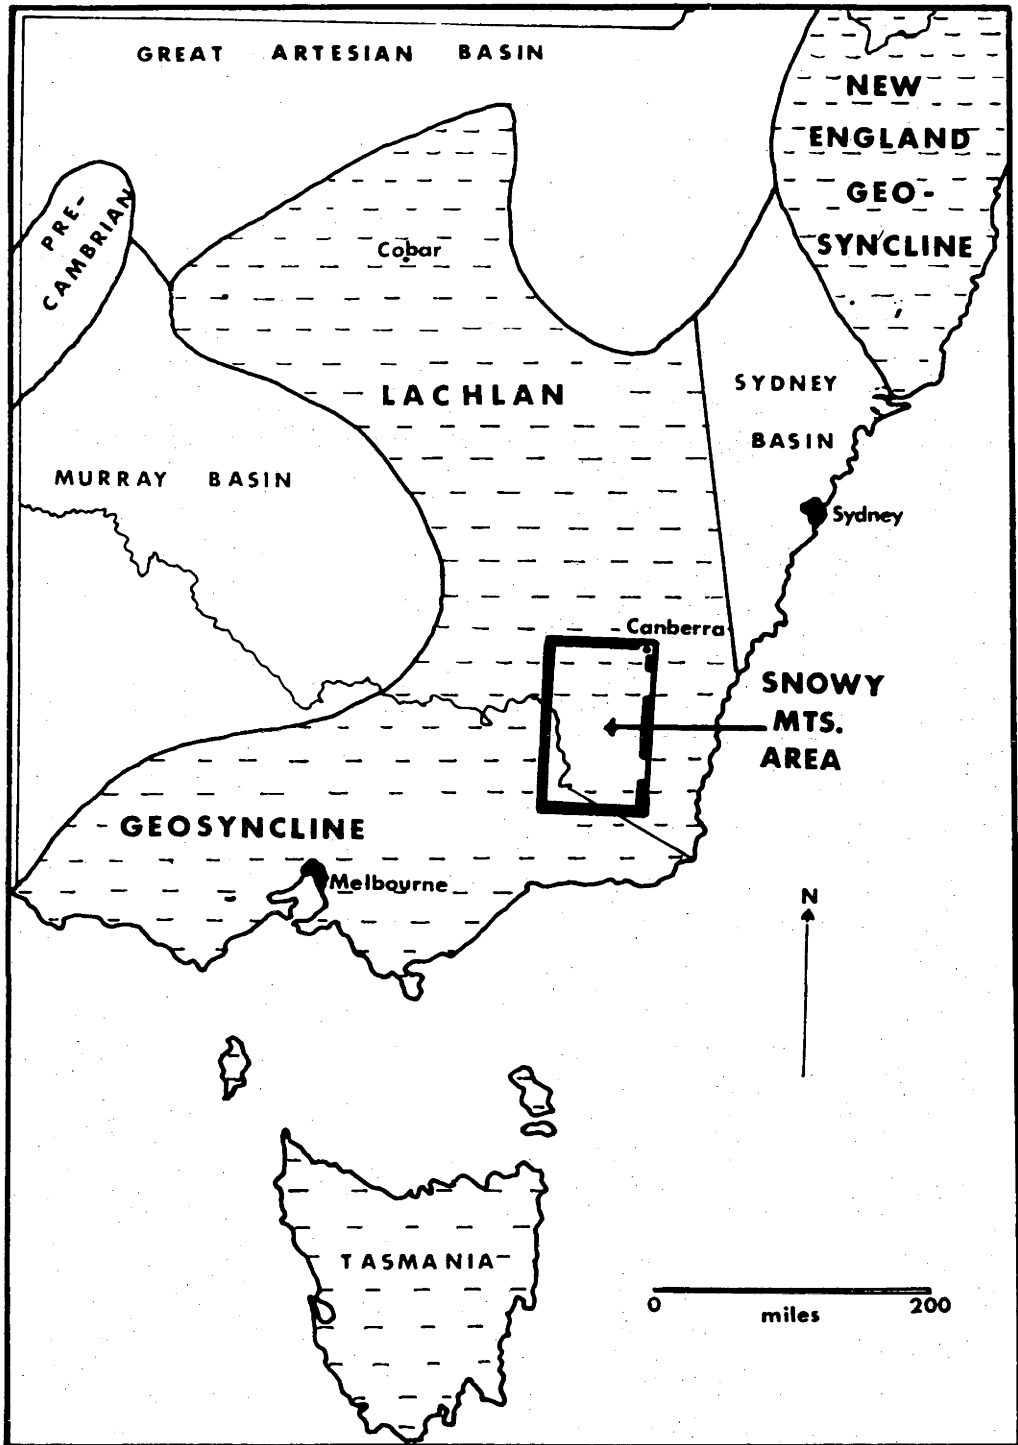 GREAT ARTESIAN BASIN
NEW
ENGLAND
GEO-
SYNCLINE
PRE-
CAMBRIAN
Cobar
LACHLAN
SYDNEY
BASIN
MURRAY BASIN
Sydney
Canberra
SNOWY
MTS.
AREA
GEOSYNCLINE
Melbourne
N
TASMANIA
0 200
miles